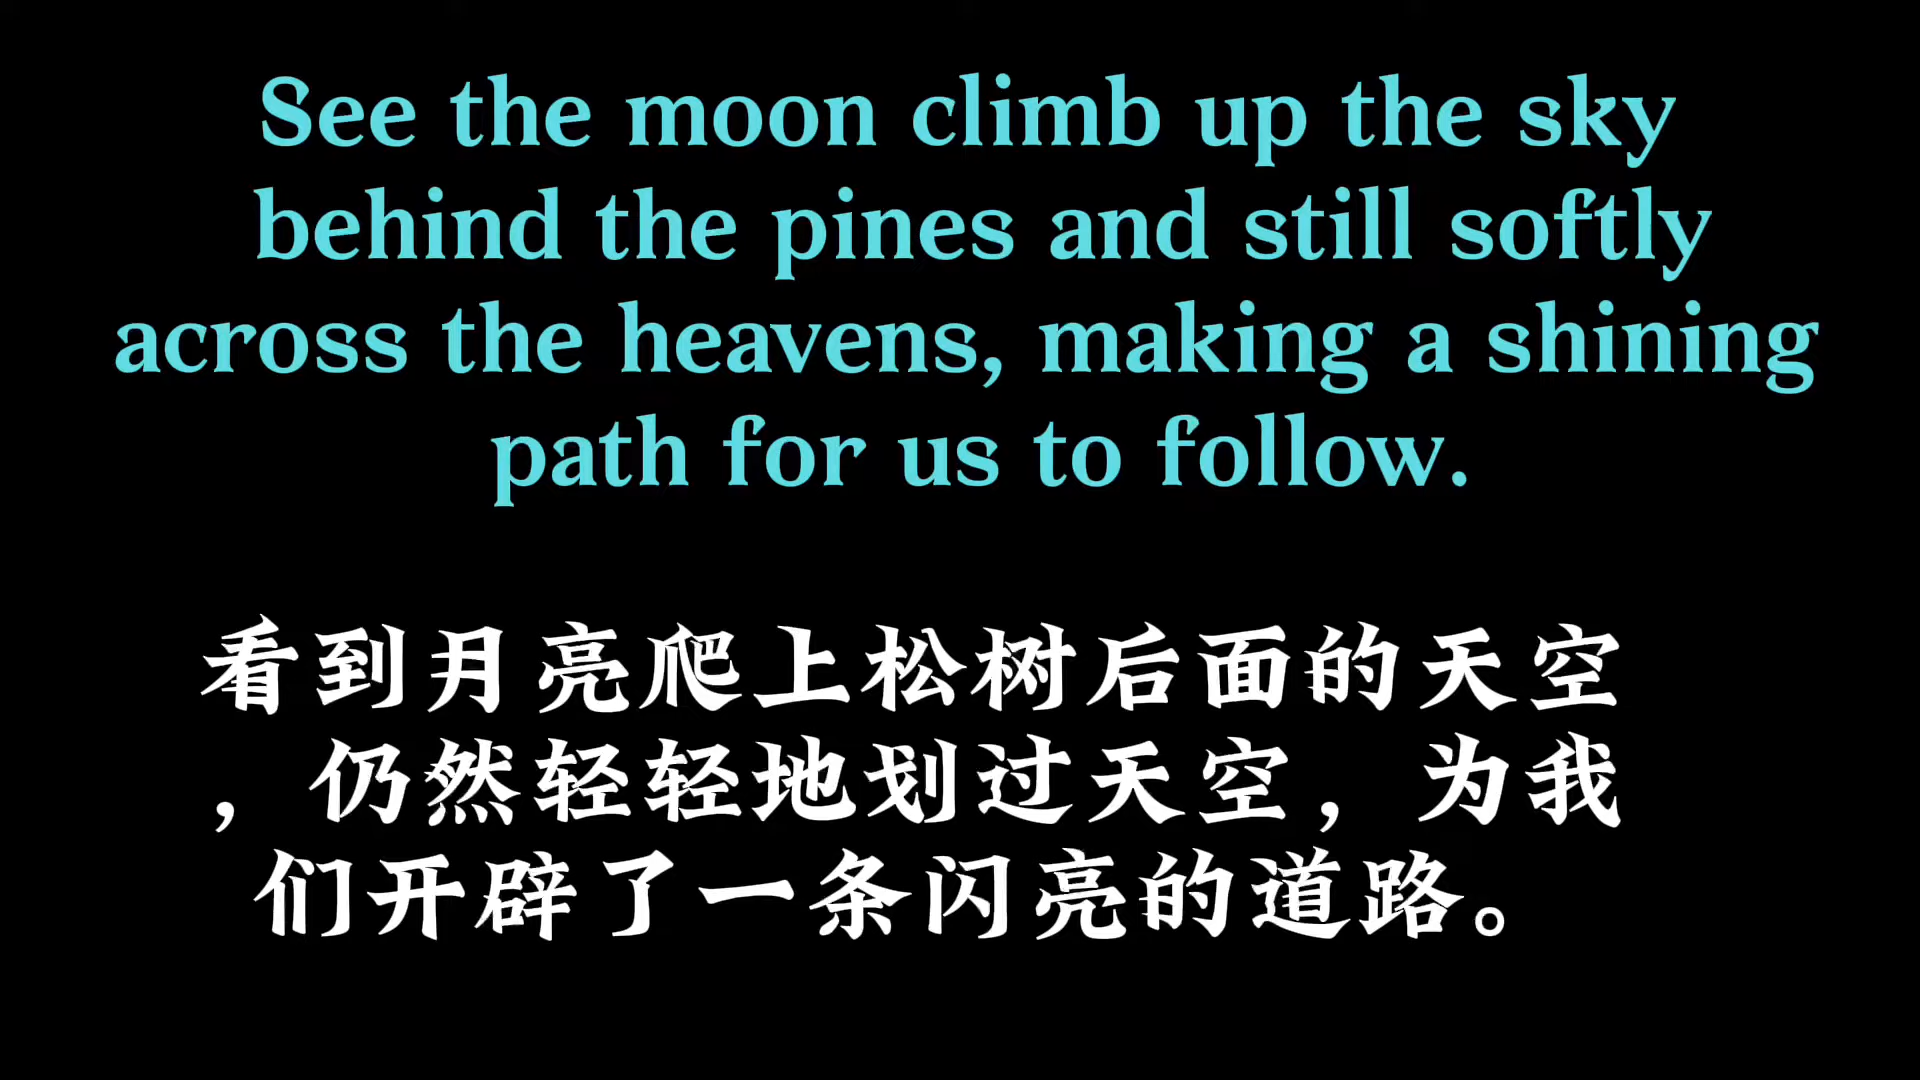 See the moon climb up the sky
behind the pines and still softly
across the heavens, making a shining
path for us to follow.
看到月亮爬上松树后面的天空
，仍然轻轻地划过天空，为我
们开辟了一条闪亮的道路。